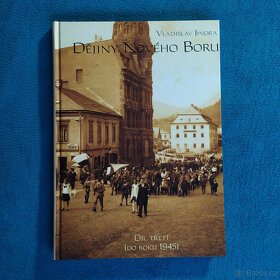 Vladislav Jindra
Dějiny Nového Boru
Díl třetí
(do roku 1945)